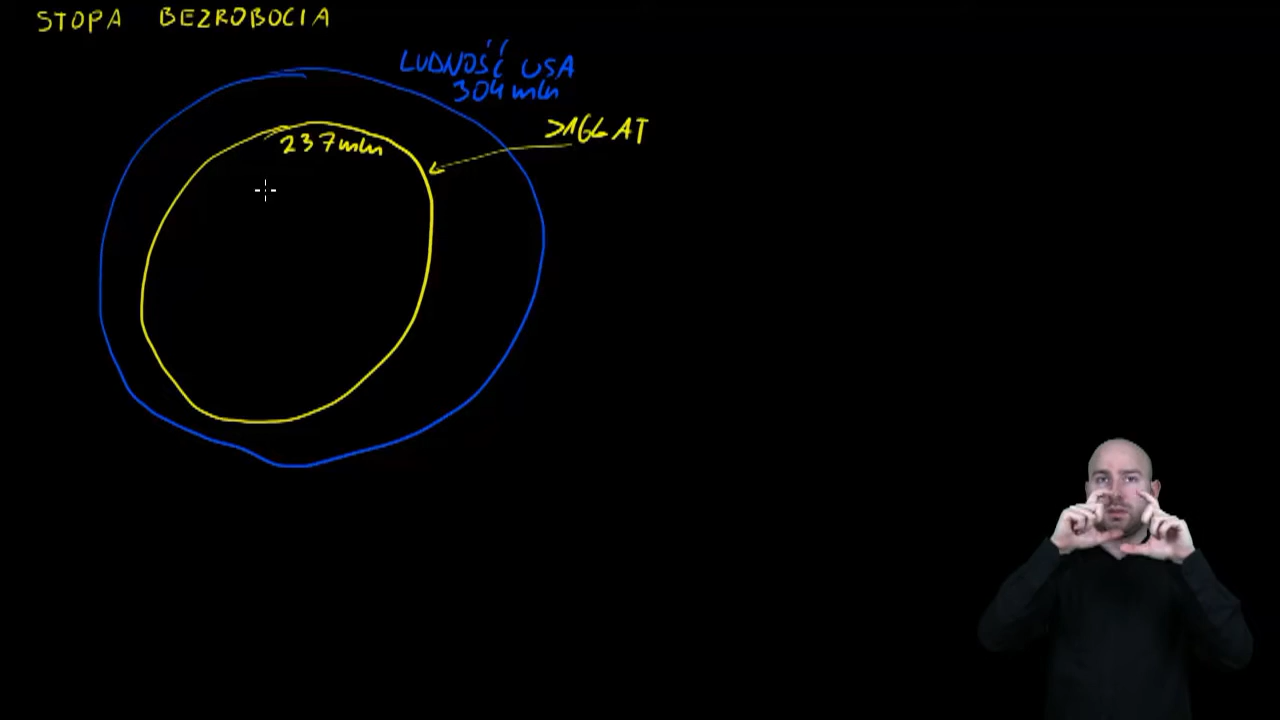 STOPA BEZROBOCIA
LUDNOŚĆ USA
304 mln
>16 LAT
237 mln